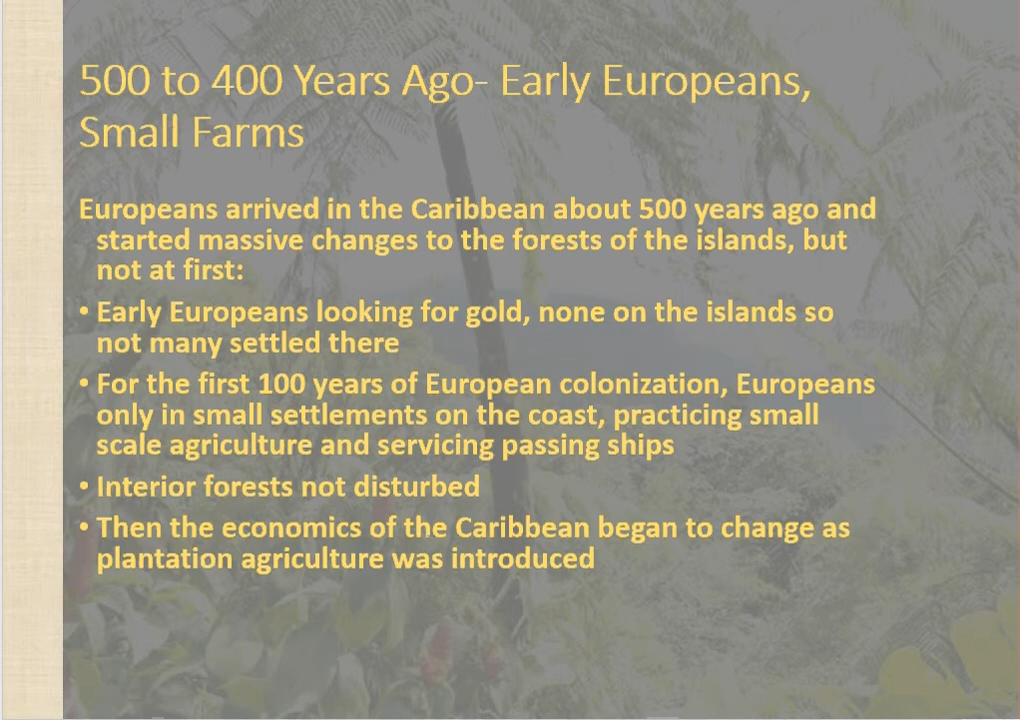 500 to 400 Years Ago- Early Europeans,
Small Farms
Europeans arrived in the Caribbean about 500 years ago and
started massive changes to the forests of the islands, but
not at first:
• Early Europeans looking for gold, none on the islands so
not many settled there
• For the first 100 years of European colonization, Europeans
only in small settlements on the coast, practicing small
scale agriculture and servicing passing ships
• Interior forests not disturbed
• Then the economics of the Caribbean began to change as
plantation agriculture was introduced